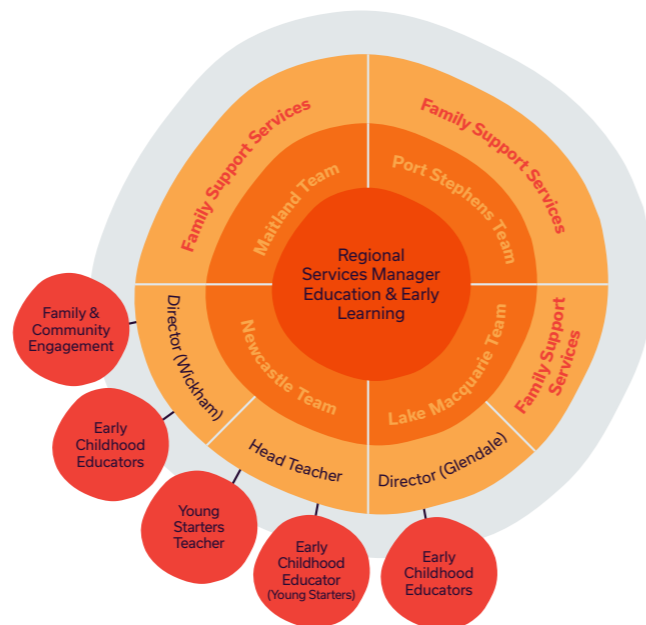 Family Support Services
Family Support Services
Maitland Team
Port Stephens Team
Regional
Services Manager
Education & Early
Learning
Family &
Community
Engagement
Director (Wickham)
Newcastle Team
Lake Macquarie Team
Family Support
Services
Early
Childhood
Educators
Head Teacher
Director (Glendale)
Young
Starters
Teacher
Early
Childhood
Educator
(Young Starters)
Early
Childhood
Educators